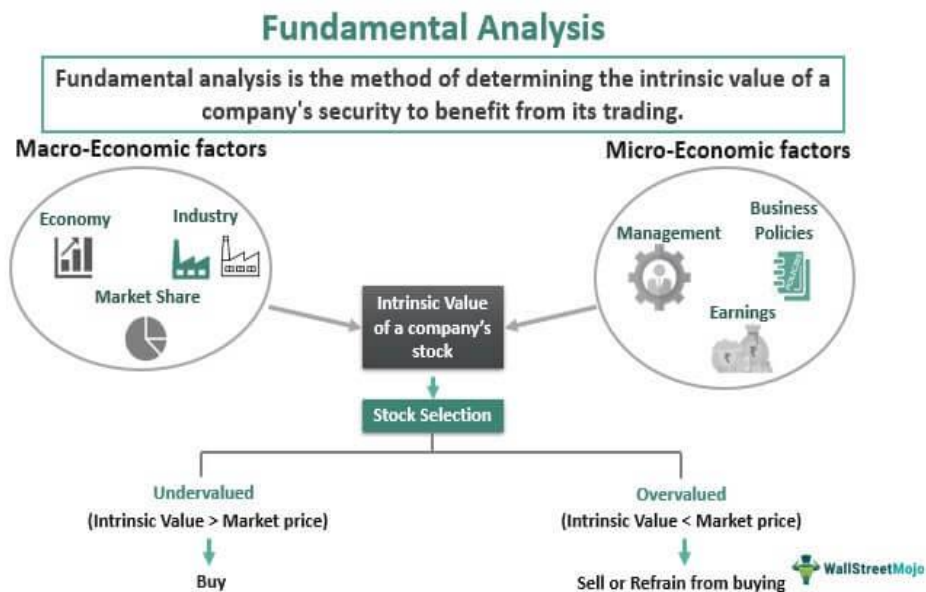 Fundamental Analysis
Fundamental analysis is the method of determining the intrinsic value of a
company's security to benefit from its trading.
Macro-Economic factors
Micro-Economic factors
Economy
Industry
Market Share
Management
Business
Policies
POLICIES
Earnings
₹
₹
Intrinsic Value
of a company's
stock
Stock Selection
Undervalued
(Intrinsic Value > Market price)
Buy
Overvalued
(Intrinsic Value < Market price)
Sell or Refrain from buying
WallStreetMojo